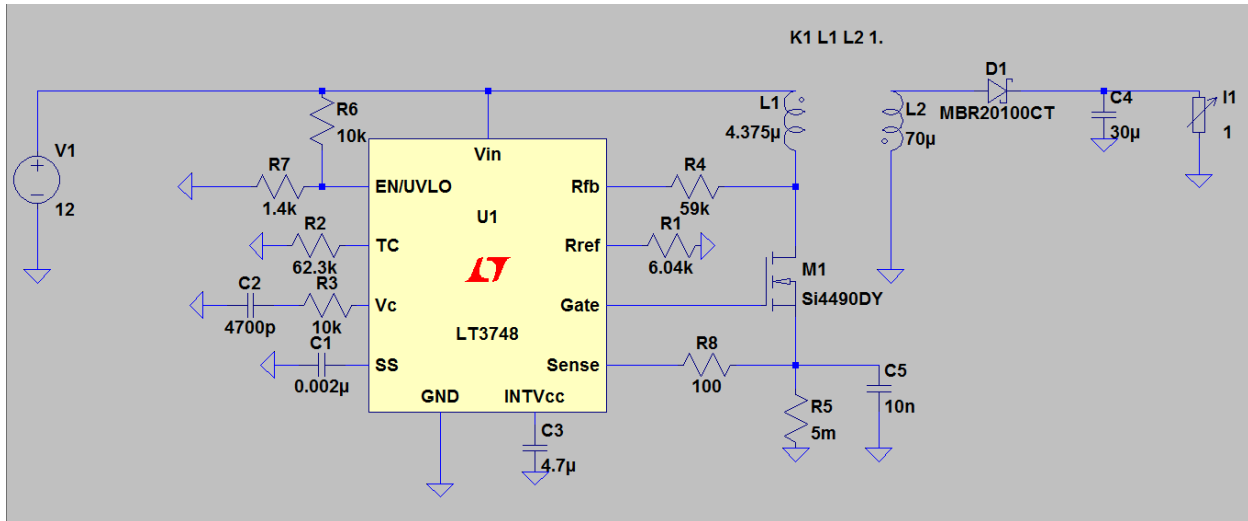 K1 L1 L2 1.
D1
MBR20100CT
L1
4.375µ
L2
70µ
C4
30µ
I1
1
R6
10k
V1
12
Vin
R7
1.4k
EN/UVLO
Rfb
R4
59k
U1
R2
62.3k
TC
Rref
R1
6.04k
M1
Si4490DY
C2
4700p
R3
10k
Vc
Gate
LT3748
C1
0.002µ
SS
Sense
R8
100
C5
10n
R5
5m
GND
INTVcc
C3
4.7µ